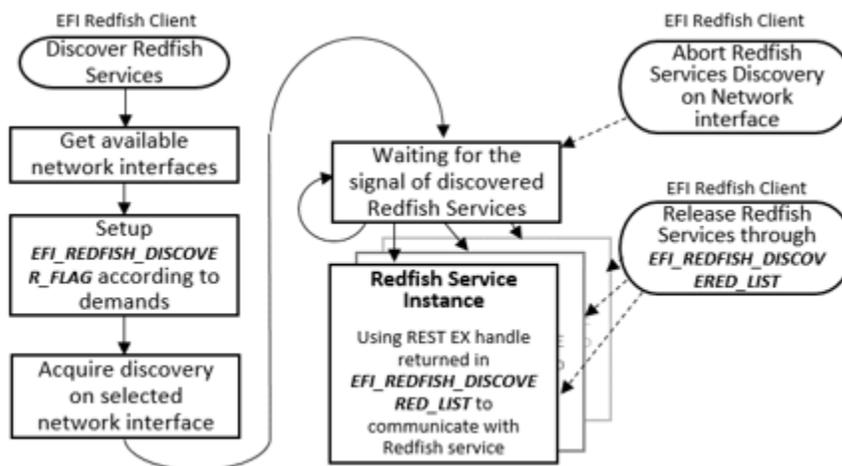 EFI Redfish Client
Discover Redfish
Services
Get available
network interfaces
Setup
EFI_REDFISH_DISCOVE
R_FLAG according to
demands
Acquire discovery
on selected
network interface
Waiting for the
signal of discovered
Redfish Services
Redfish Service
Instance
Using REST EX handle
returned in
EFI_REDFISH_DISCOVE
RED_LIST to
communicate with
Redfish service
EFI Redfish Client
Abort Redfish
Services Discovery
on Network
interface
EFI Redfish Client
Release Redfish
Services through
EFI_REDFISH_DISCOV
ERED_LIST